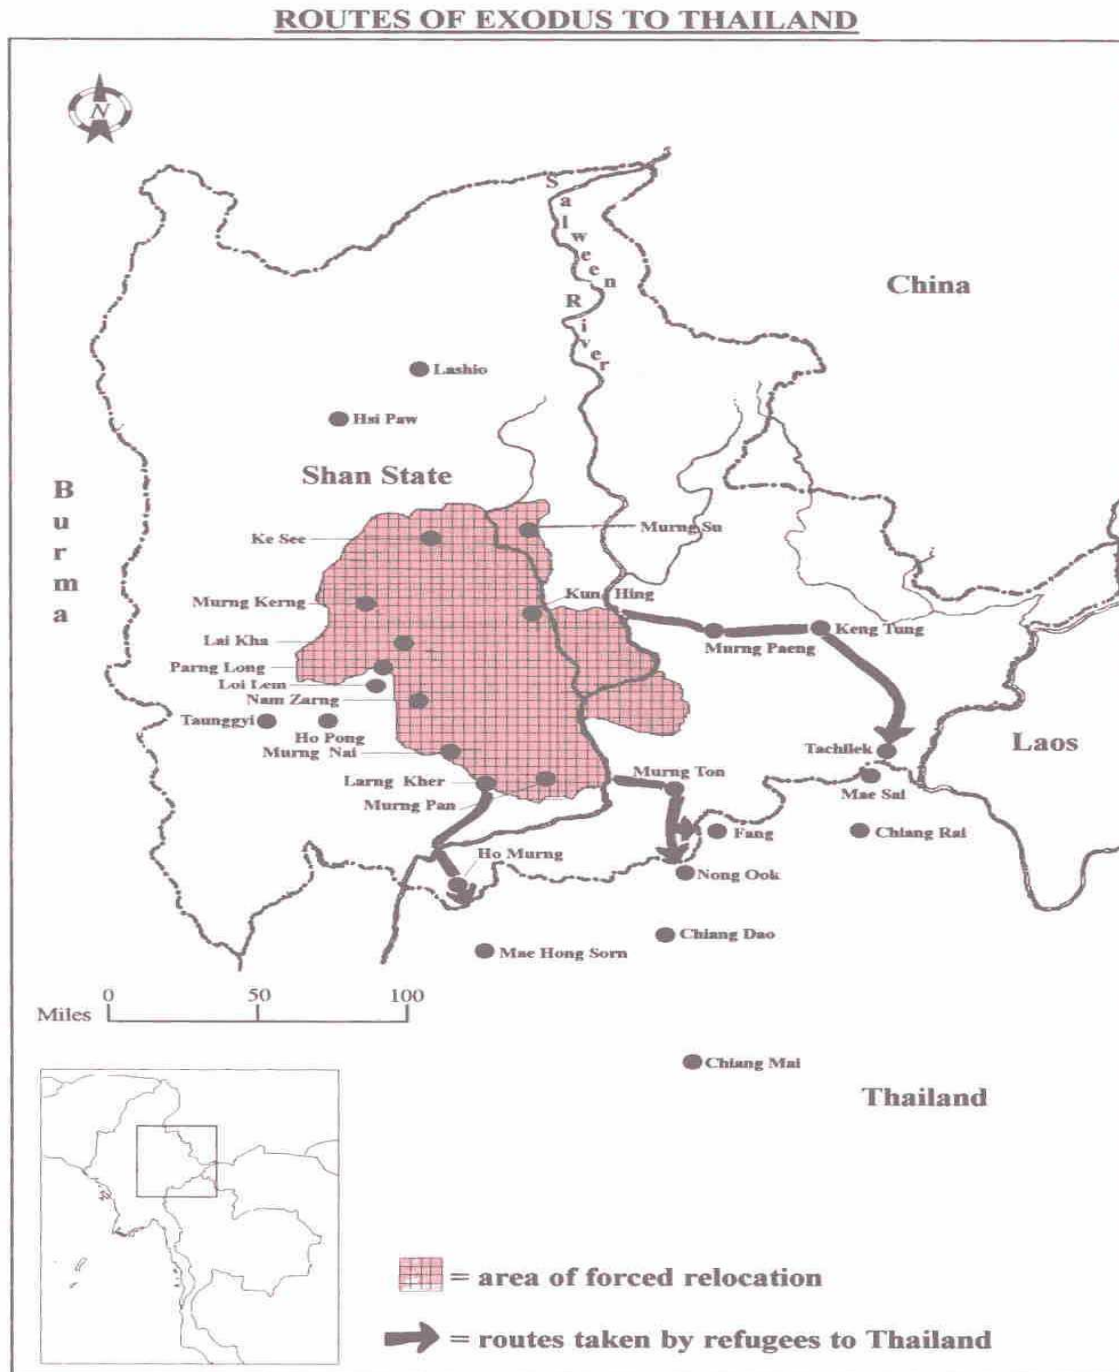 ROUTES OF EXODUS TO THAILAND
N
Salween River
China
Lashio
Hsi Paw
Shan State
Burma
Murng Su
Ke See
Kun Hing
Murng Kerng
Keng Tung
Lai Kha
Murng Paeng
Parng Long
Loi Lem
Nam Zarng
Taunggyi
Ho Pong
Murng Nai
Tachilek
Laos
Larng Kher
Murng Ton
Murng Pan
Mae Sai
Fang
Chiang Rai
Ho Murng
Nong Ook
Chiang Dao
Mae Hong Sorn
0 50 100
Miles
Chiang Mai
Thailand
= area of forced relocation
= routes taken by refugees to Thailand